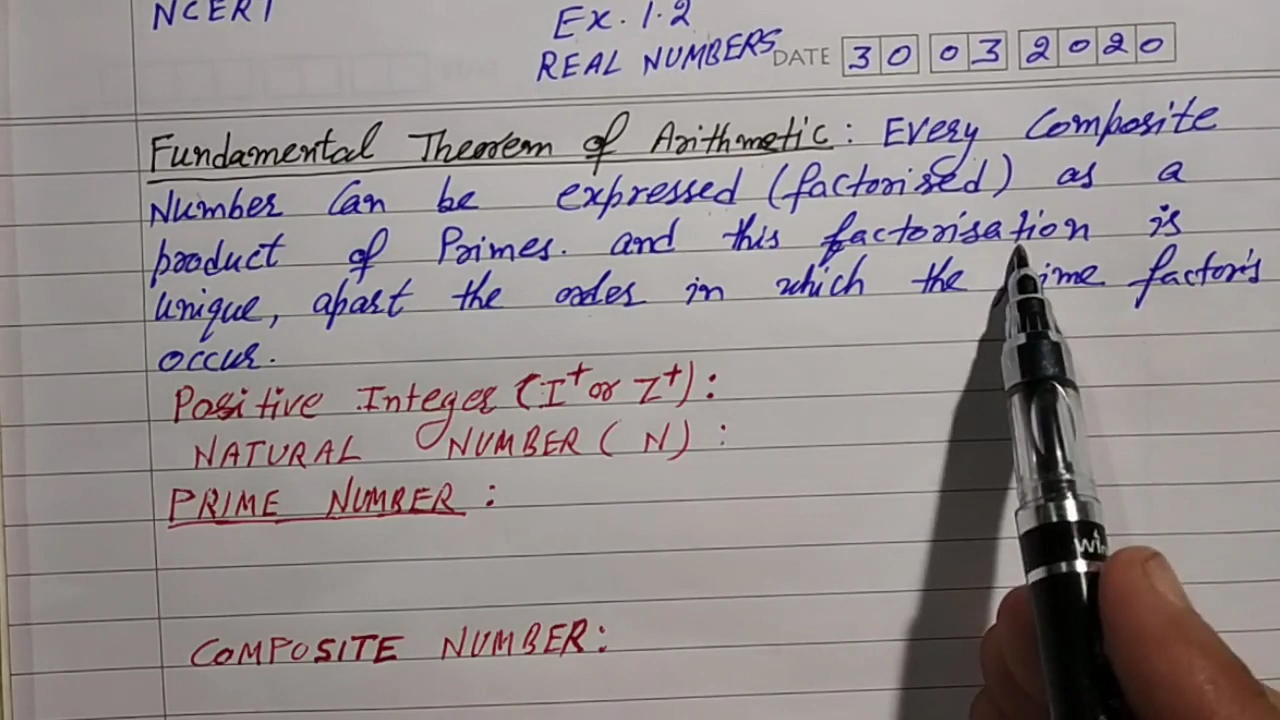 NCERT
Ex. 1.2
REAL NUMBERS DATE 30 03 2020
Fundamental Theorem of Arithmetic: Every Composite
Number Can be expressed (factorised) as a
product of Primes. and this factorisation is
unique, apart the order in which the factors
occur.
Positive Integer (I+ or Z+):
NATURAL NUMBER (N):
PRIME NUMBER:
COMPOSITE NUMBER: